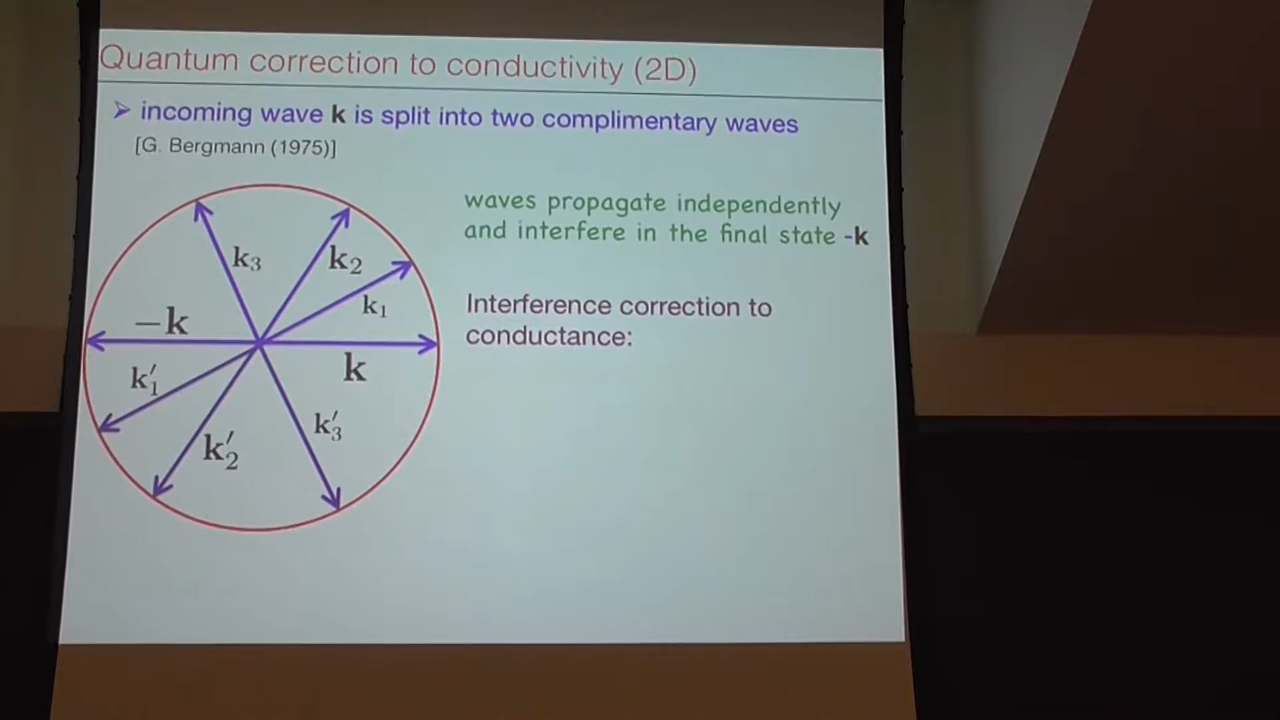 Quantum correction to conductivity (2D)
➤ incoming wave k is split into two complimentary waves
[G. Bergmann (1975)]
waves propagate independently
and interfere in the final state -k
Interference correction to
conductance:
k₃
k₂
k₁
−k
k
k′₁
k′₂
k′₃